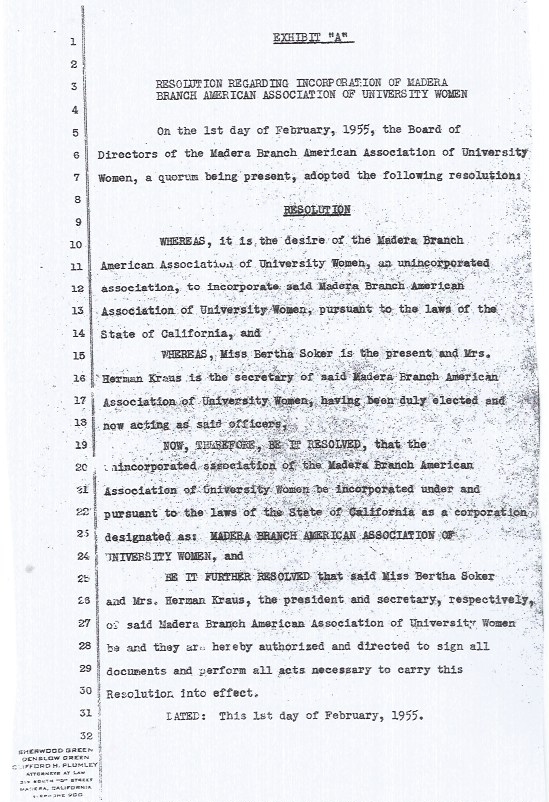 EXHIBIT "A"
1
2
3 RESOLUTION REGARDING INCORPORATION OF MADERA
BRANCH AMERICAN ASSOCIATION OF UNIVERSITY WOMEN
4
5 On the 1st day of February, 1955, the Board of
6 Directors of the Madera Branch American Association of University
7 Women, a quorum being present, adopted the following resolution:
8
RESOLUTION
9
10 WHEREAS, it is the desire of the Madera Branch
11 American Association of University Women, an unincorporated
12 association, to incorporate said Madera Branch American
13 Association of University Women, pursuant to the laws of the
14 State of California, and
15 WHEREAS, Miss Bertha Soker is the present and Mrs.
16 Herman Kraus is the secretary of said Madera Branch American
17 Association of University Women, having been duly elected and
18 now acting as said officers,
19 NOW, THEREFORE, BE IT RESOLVED, that the
20 unincorporated association of the Madera Branch American
21 Association of University Women be incorporated under and
22 pursuant to the laws of the State of California as a corporation
23 designated as: MADERA BRANCH AMERICAN ASSOCIATION OF
24 UNIVERSITY WOMEN, and
25 BE IT FURTHER RESOLVED that said Miss Bertha Soker
26 and Mrs. Herman Kraus, the president and secretary, respectively,
27 of said Madera Branch American Association of University Women
28 be and they are hereby authorized and directed to sign all
29 documents and perform all acts necessary to carry this
30 Resolution into effect.
31 DATED: This 1st day of February, 1955.
32
SHERWOOD GREEN
DENSLOW GREEN
CLIFFORD H. PLUMLEY
ATTORNEYS AT LAW
SOUTH "D" STREET
MADERA, CALIFORNIA
TELEPHONE 900